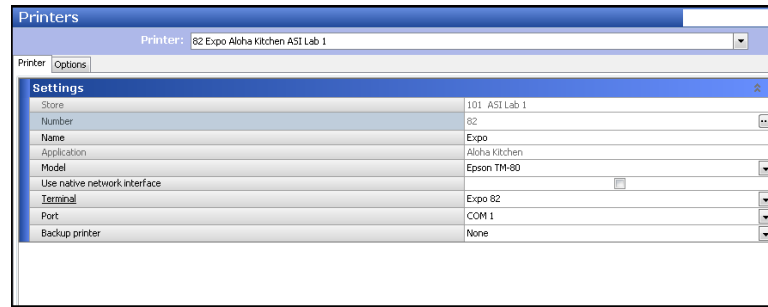 Printers
Printer: 82 Expo Aloha Kitchen ASI Lab 1
Printer Options
Settings
Store 101 ASI Lab 1
Number 82
Name Expo
Application Aloha Kitchen
Model Epson TM-80
Use native network interface
Terminal Expo 82
Port COM 1
Backup printer None